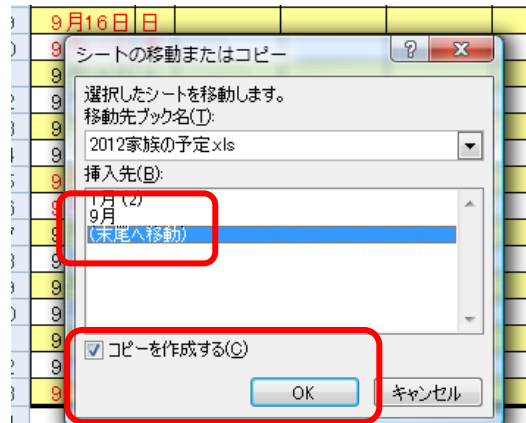 9月16日 日
シートの移動またはコピー
選択したシートを移動します。
移動先ブック名(T):
2012家族の予定.xls
挿入先(B):
1月 (2)
9月
(末尾へ移動)
コピーを作成する(C)
OK キャンセル